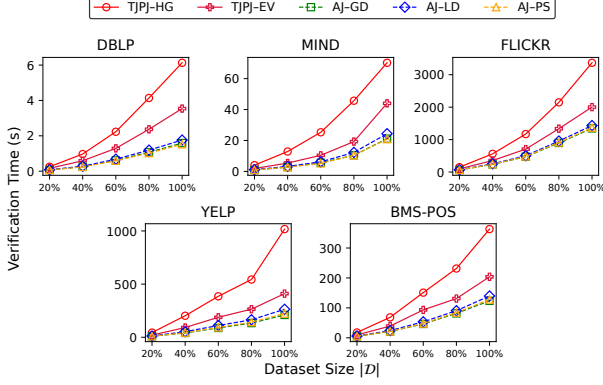 TJPJ–HG TJPJ–EV AJ–GD AJ–LD AJ–PS
DBLP MIND FLICKR
6
4
2
0
20% 40% 60% 80% 100%
60
40
20
0
20% 40% 60% 80% 100%
3000
2000
1000
0
20% 40% 60% 80% 100%
Verification Time (s)
YELP BMS-POS
1000
500
0
20% 40% 60% 80% 100%
300
200
100
0
20% 40% 60% 80% 100%
Dataset Size |𝒟|